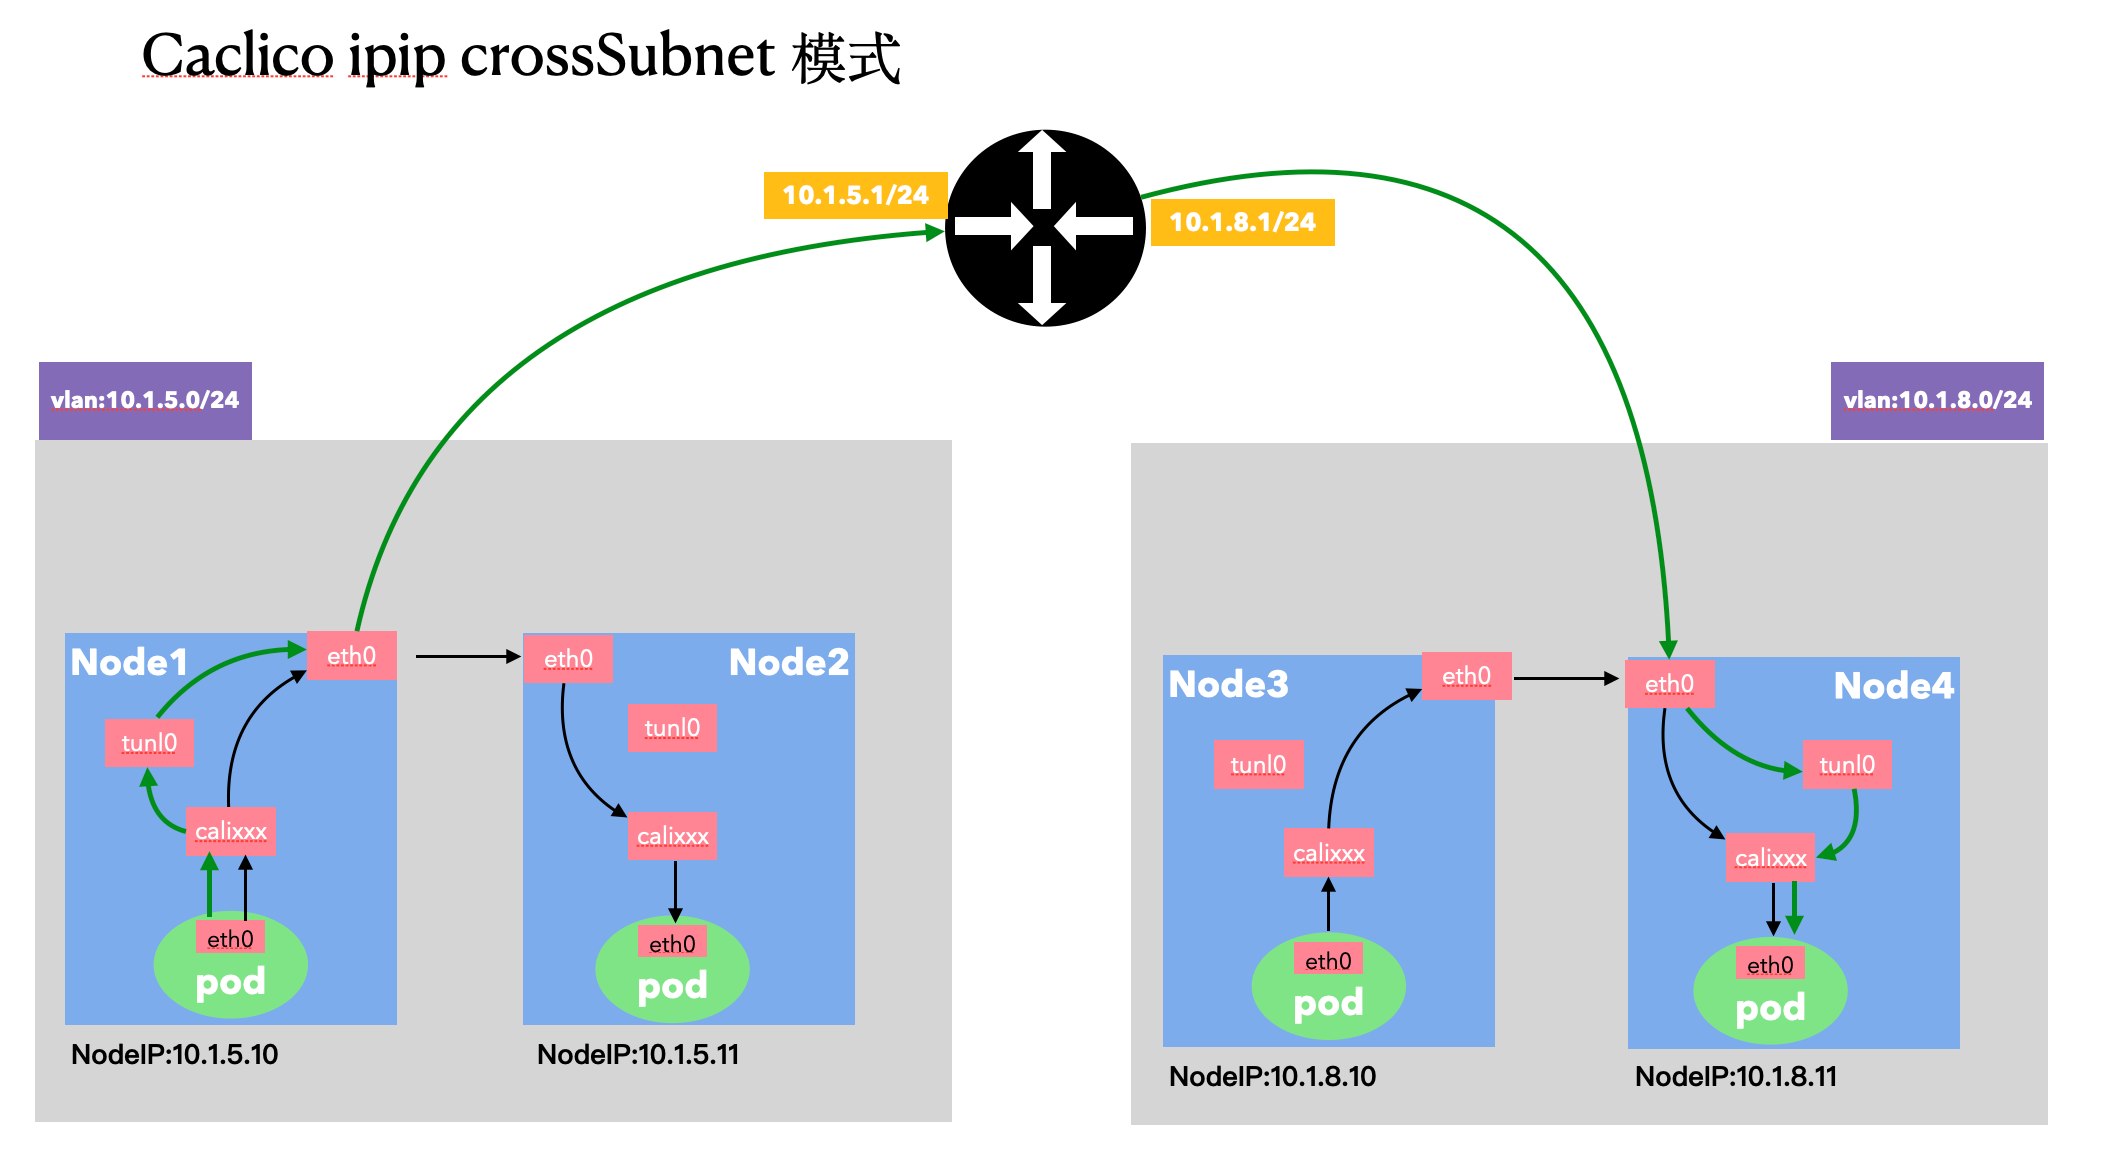 Caclico ipip crossSubnet 模式
10.1.5.1/24
10.1.8.1/24
vlan:10.1.5.0/24
vlan:10.1.8.0/24
Node1
eth0
tunl0
calixxx
eth0
pod
NodeIP:10.1.5.10
eth0
Node2
tunl0
calixxx
eth0
pod
NodeIP:10.1.5.11
Node3
eth0
tunl0
calixxx
eth0
pod
NodeIP:10.1.8.10
eth0
Node4
tunl0
calixxx
eth0
pod
NodeIP:10.1.8.11